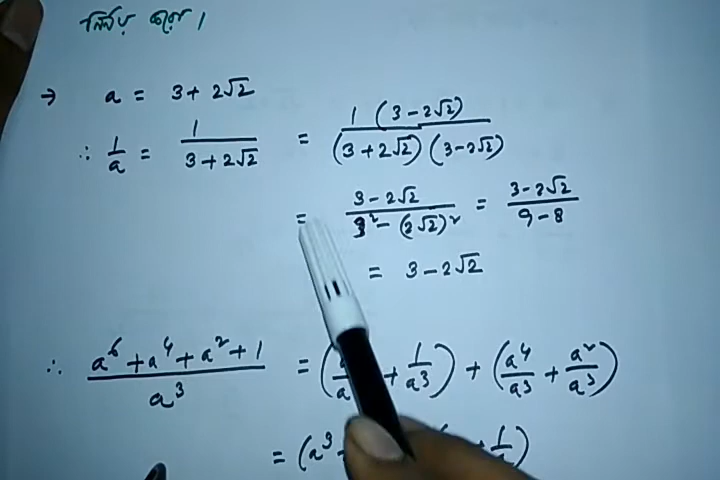 নির্ণয় করো।
→ a = 3 + 2√2
∴ 1/a = 1/(3 + 2√2) = 1 (3 - 2√2)/((3 + 2√2) (3 - 2√2))
= (3 - 2√2)/(3² - (2√2)²) = (3 - 2√2)/(9 - 8)
= 3 - 2√2
∴ (a⁶ + a⁴ + a² + 1)/a³ = ( + 1/a³) + (a⁴/a³ + a²/a³)
= (a³ + 1/a)